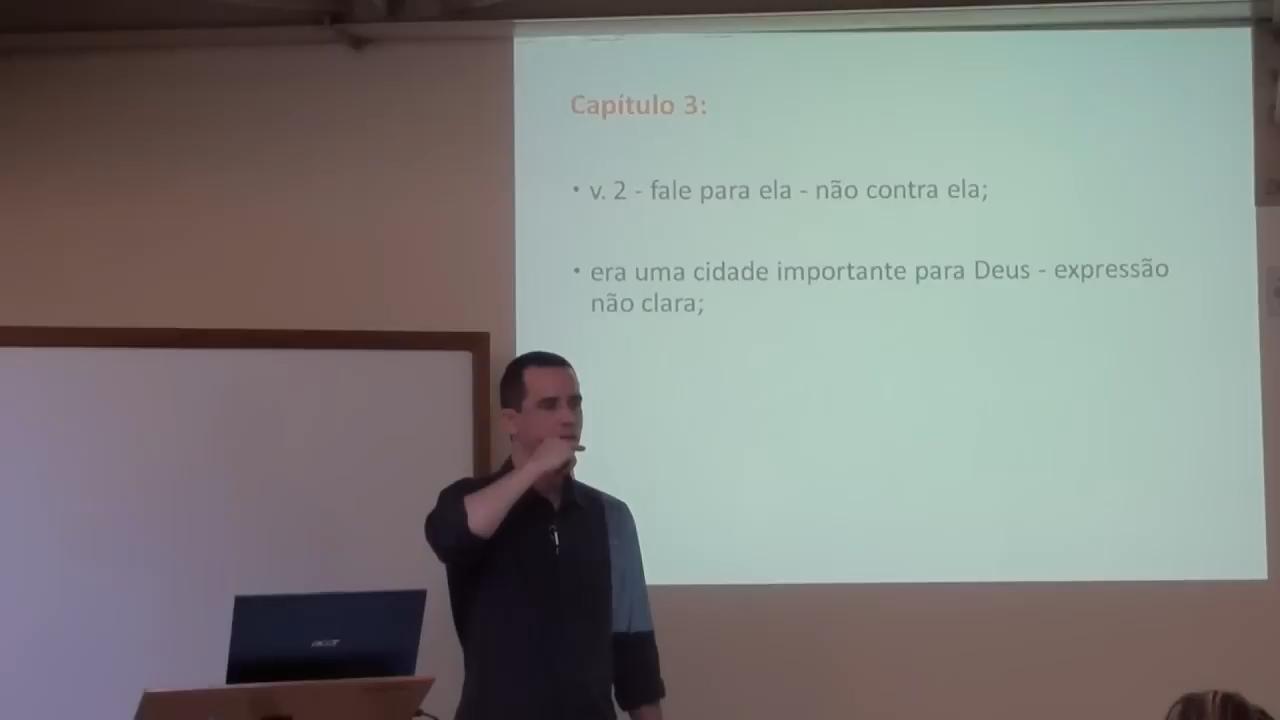 Capítulo 3:
• v. 2 - fale para ela - não contra ela;
• era uma cidade importante para Deus - expressão
não clara;
acer